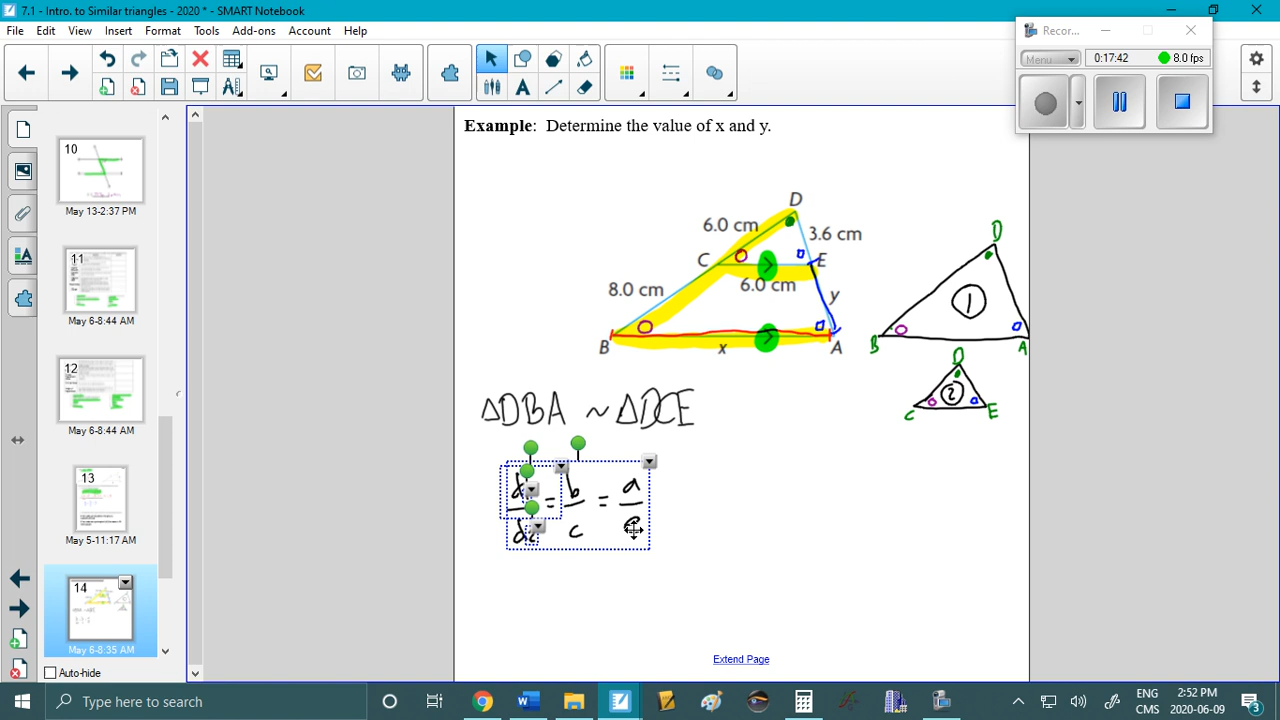 7.1 - Intro. to Similar triangles - 2020 * - SMART Notebook
File Edit View Insert Format Tools Add-ons Account Help
Recor...
Menu 0:17:42 8.0 fps
10
May 13-2:37 PM
11
May 6-8:44 AM
12
May 6-8:44 AM
13
May 5-11:17 AM
14
May 6-8:35 AM
Auto-hide
Example: Determine the value of x and y.
D
6.0 cm
3.6 cm
C
E
8.0 cm
6.0 cm
y
B
x
A
D
1
B
A
D
2
C
E
ΔDBA ~ ΔDCE
= b = a
c
Extend Page
Type here to search
ENG
CMS
2:52 PM
2020-06-09
3